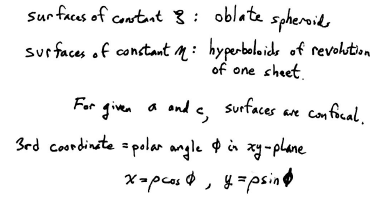 surfaces of constant ξ : oblate spheroids
surfaces of constant η : hyperboloids of revolution
of one sheet.
For given a and c, surfaces are confocal.
3rd coordinate = polar angle ϕ in xy-plane
x = ρcos ϕ , y = ρsin ϕ